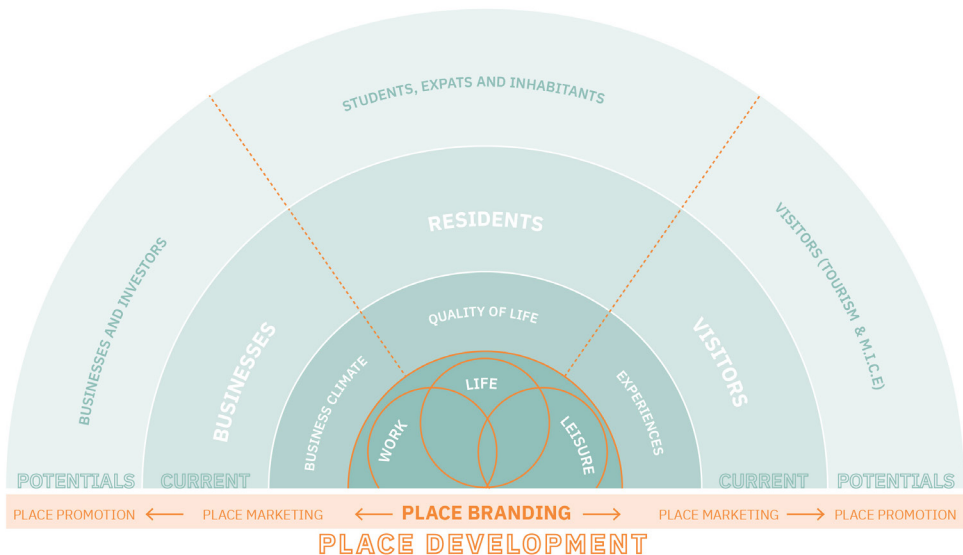 STUDENTS, EXPATS AND INHABITANTS
RESIDENTS
QUALITY OF LIFE
LIFE
BUSINESSES AND INVESTORS
BUSINESSES
BUSINESS CLIMATE
WORK
LEISURE
EXPERIENCES
VISITORS
VISITORS (TOURISM & M.I.C.E)
POTENTIALS
CURRENT
CURRENT
POTENTIALS
PLACE PROMOTION ← PLACE MARKETING ← PLACE BRANDING → PLACE MARKETING → PLACE PROMOTION
PLACE DEVELOPMENT